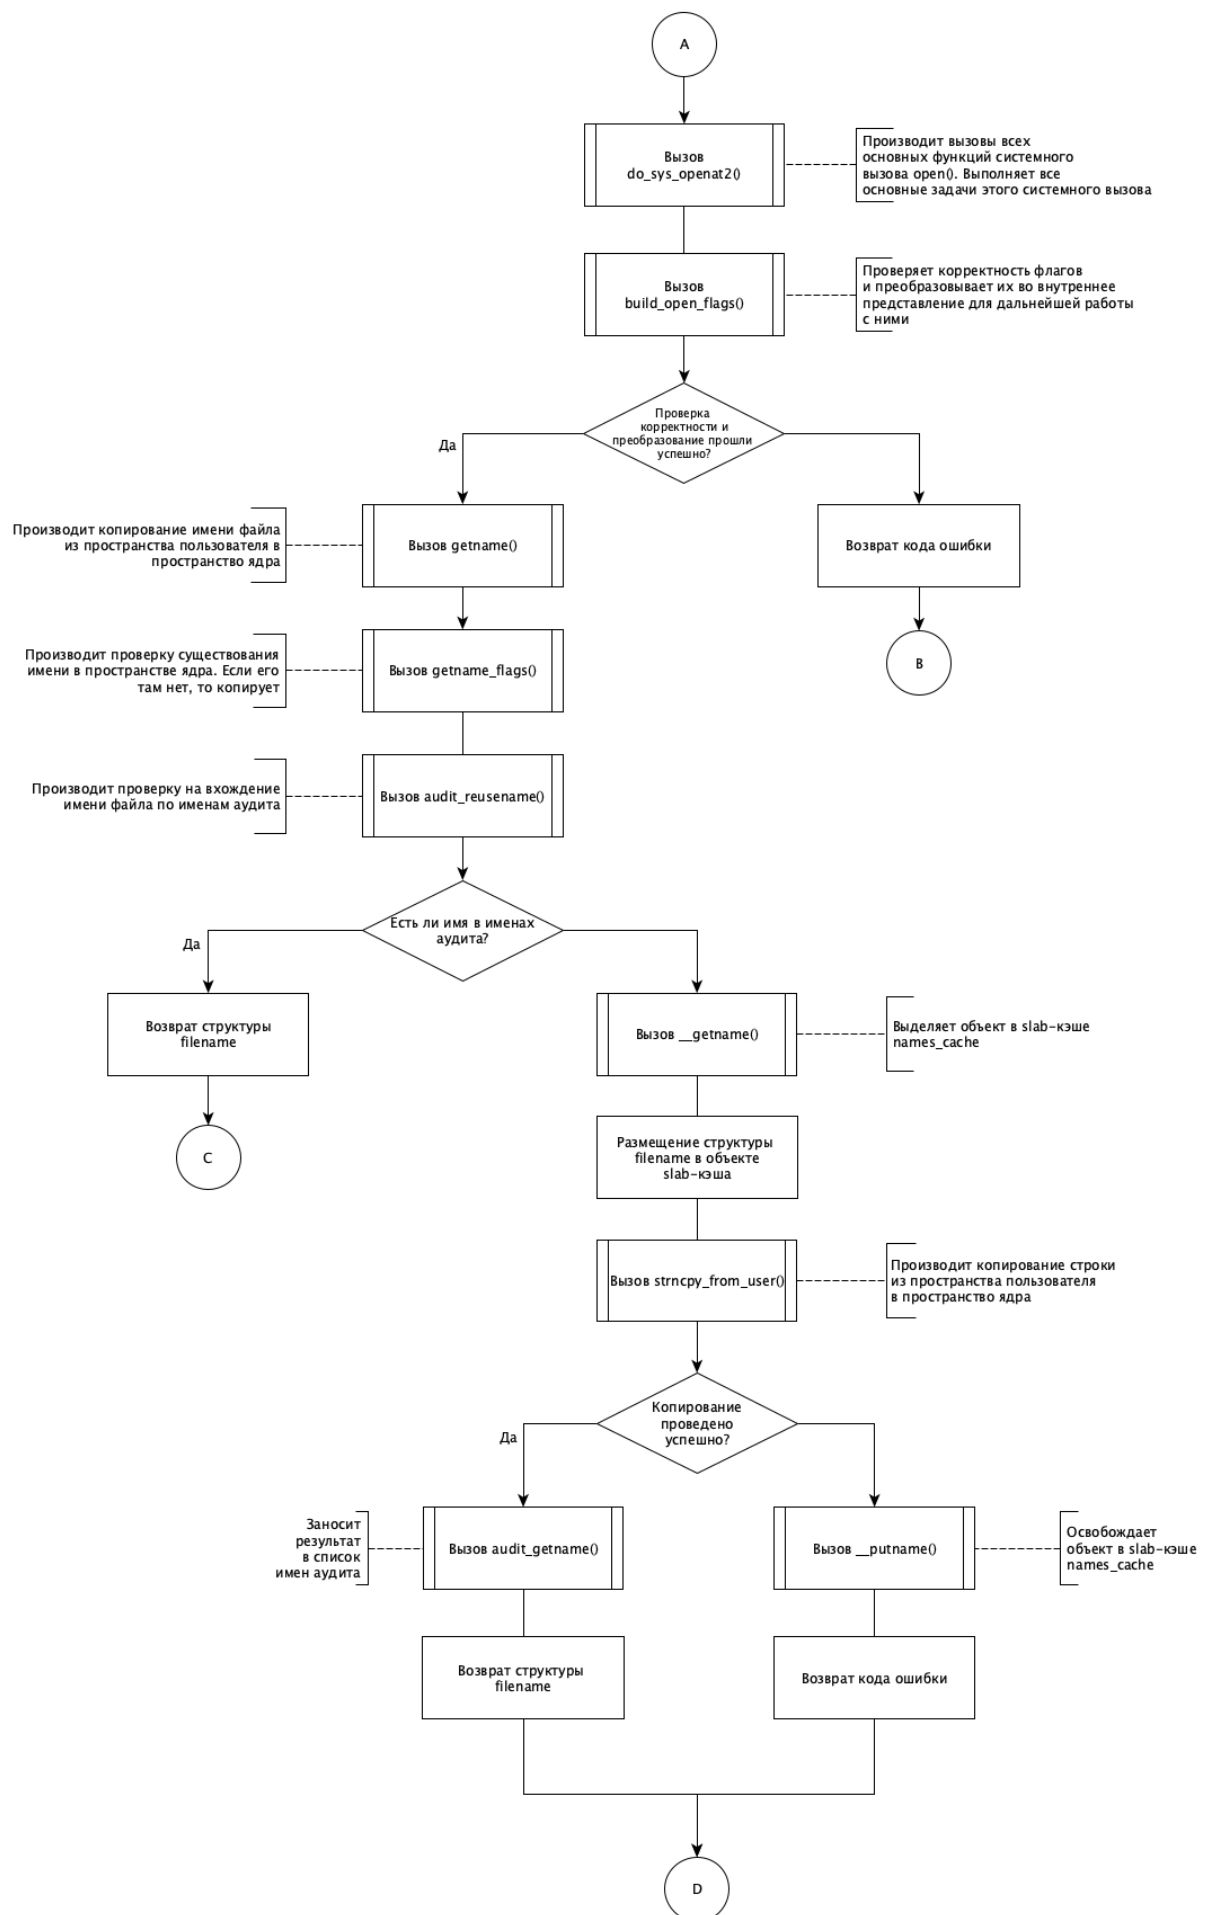 A
Вызов
do_sys_openat2()
Производит вызовы всех
основных функций системного
вызова open(). Выполняет все
основные задачи этого системного вызова
Вызов
build_open_flags()
Проверяет корректность флагов
и преобразовывает их во внутреннее
представление для дальнейшей работы
с ними
Проверка
корректности и
преобразование прошли
успешно?
Да
Производит копирование имени файла
из пространства пользователя в
пространство ядра
Вызов getname()
Возврат кода ошибки
B
Производит проверку существования
имени в пространстве ядра. Если его
там нет, то копирует
Вызов getname_flags()
Производит проверку на вхождение
имени файла по именам аудита
Вызов audit_reusename()
Есть ли имя в именах
аудита?
Да
Возврат структуры
filename
C
Вызов __getname()
Выделяет объект в slab-кэше
names_cache
Размещение структуры
filename в объекте
slab-кэша
Вызов strncpy_from_user()
Производит копирование строки
из пространства пользователя
в пространство ядра
Копирование
проведено
успешно?
Да
Заносит
результат
в список
имен аудита
Вызов audit_getname()
Вызов __putname()
Освобождает
объект в slab-кэше
names_cache
Возврат структуры
filename
Возврат кода ошибки
D